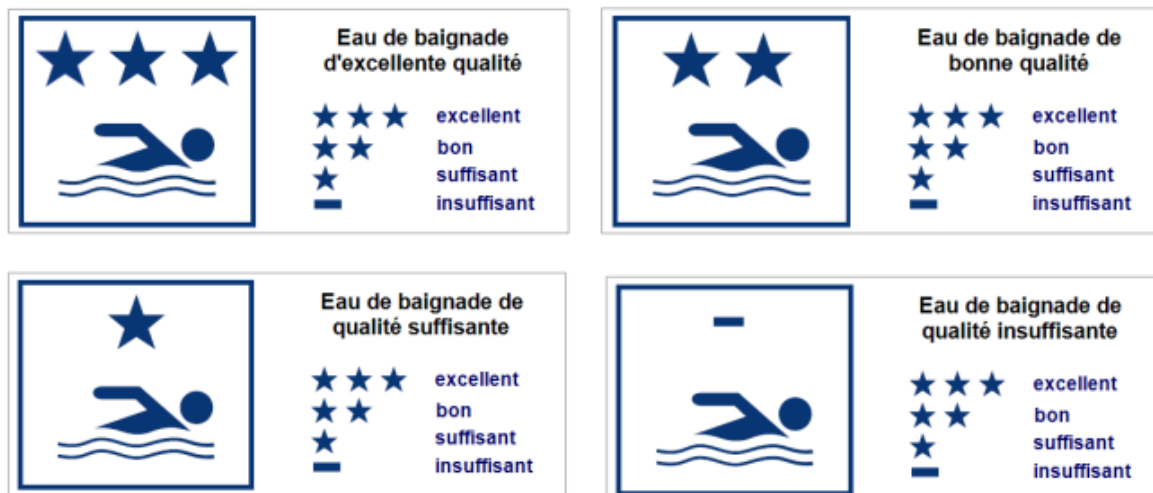 Eau de baignade
d'excellente qualité
excellent
bon
suffisant
insuffisant
Eau de baignade de
bonne qualité
excellent
bon
suffisant
insuffisant
Eau de baignade de
qualité suffisante
excellent
bon
suffisant
insuffisant
Eau de baignade de
qualité insuffisante
excellent
bon
suffisant
insuffisant